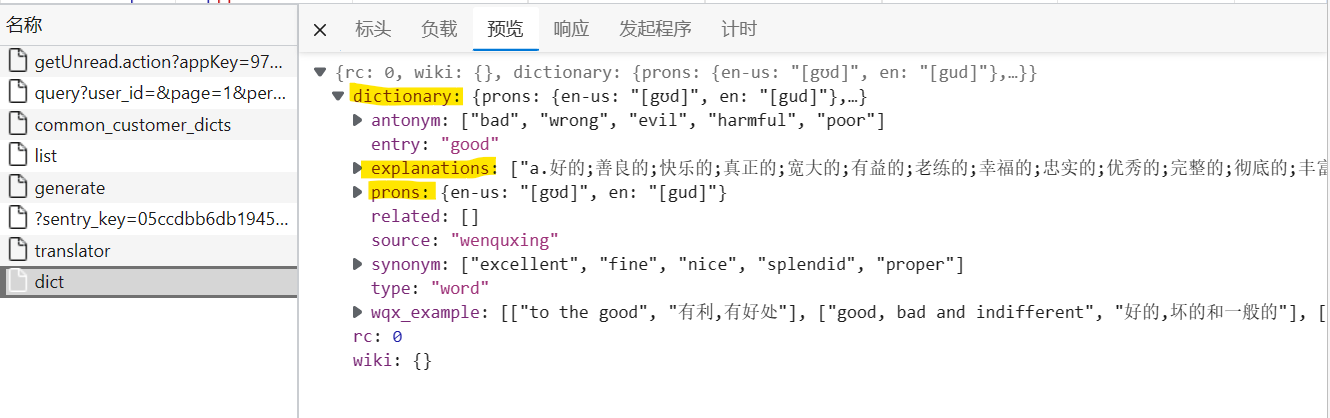 名称
getUnread.action?appKey=97...
query?user_id=&page=1&per...
common_customer_dicts
list
generate
?sentry_key=05ccdbb6db1945...
translator
dict
标头 负载 预览 响应 发起程序 计时
{rc: 0, wiki: {}, dictionary: {prons: {en-us: "[gʊd]", en: "[gud]"},…}}
dictionary: {prons: {en-us: "[gʊd]", en: "[gud]"},…}
antonym: ["bad", "wrong", "evil", "harmful", "poor"]
entry: "good"
explanations: ["a.好的;善良的;快乐的;真正的;宽大的;有益的;老练的;幸福的;忠实的;优秀的;完整的;彻底的;丰富
prons: {en-us: "[gʊd]", en: "[gud]"}
related: []
source: "wenquxing"
synonym: ["excellent", "fine", "nice", "splendid", "proper"]
type: "word"
wqx_example: [["to the good", "有利,有好处"], ["good, bad and indifferent", "好的,坏的和一般的"], [
rc: 0
wiki: {}